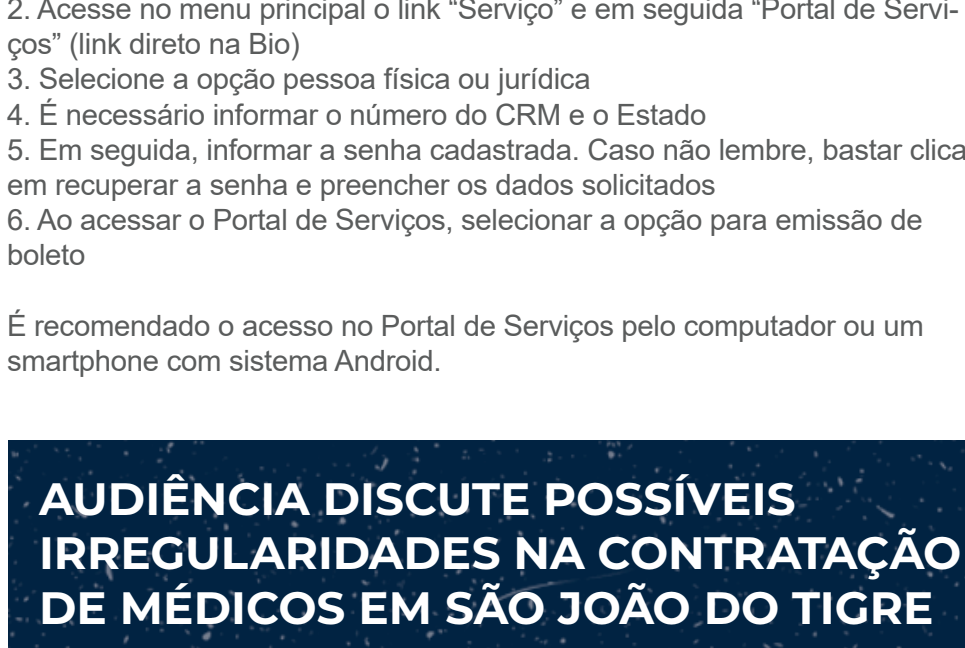 2. Acesse no menu principal o link “Serviço” e em seguida “Portal de Servi-
ços” (link direto na Bio)
3. Selecione a opção pessoa física ou jurídica
4. É necessário informar o número do CRM e o Estado
5. Em seguida, informar a senha cadastrada. Caso não lembre, bastar clica
em recuperar a senha e preencher os dados solicitados
6. Ao acessar o Portal de Serviços, selecionar a opção para emissão de
boleto
É recomendado o acesso no Portal de Serviços pelo computador ou um
smartphone com sistema Android.
AUDIÊNCIA DISCUTE POSSÍVEIS
IRREGULARIDADES NA CONTRATAÇÃO
DE MÉDICOS EM SÃO JOÃO DO TIGRE